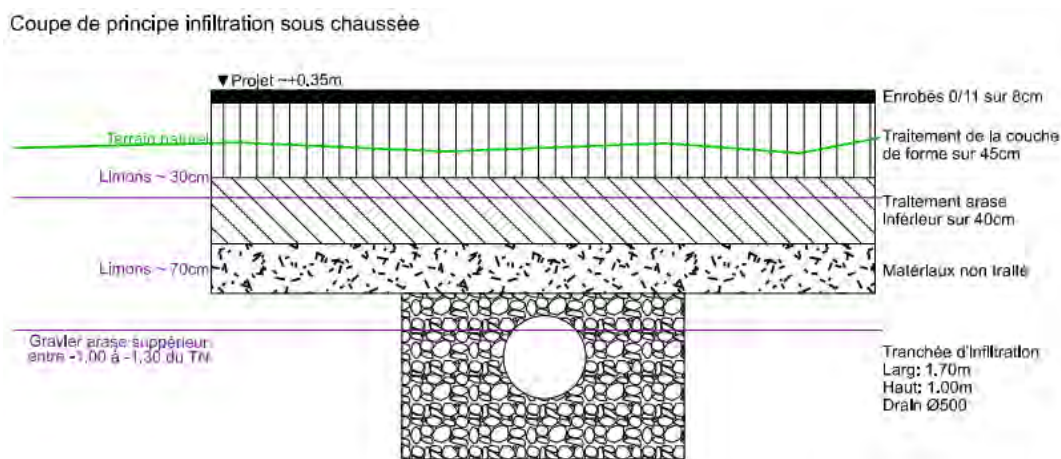 Coupe de principe infiltration sous chaussée
▼Projet ~+0.35m
Enrobés 0/11 sur 8cm
Terrain naturel
Traitement de la couche
de forme sur 45cm
Limons ~ 30cm
Traitement arase
Inférieur sur 40cm
Limons ~ 70cm
Matériaux non traité
Gravier arase suppérieur
entre -1.00 à -1.30 du TN
Tranchée d'Infiltration
Larg: 1.70m
Haut: 1.00m
Drain Ø500